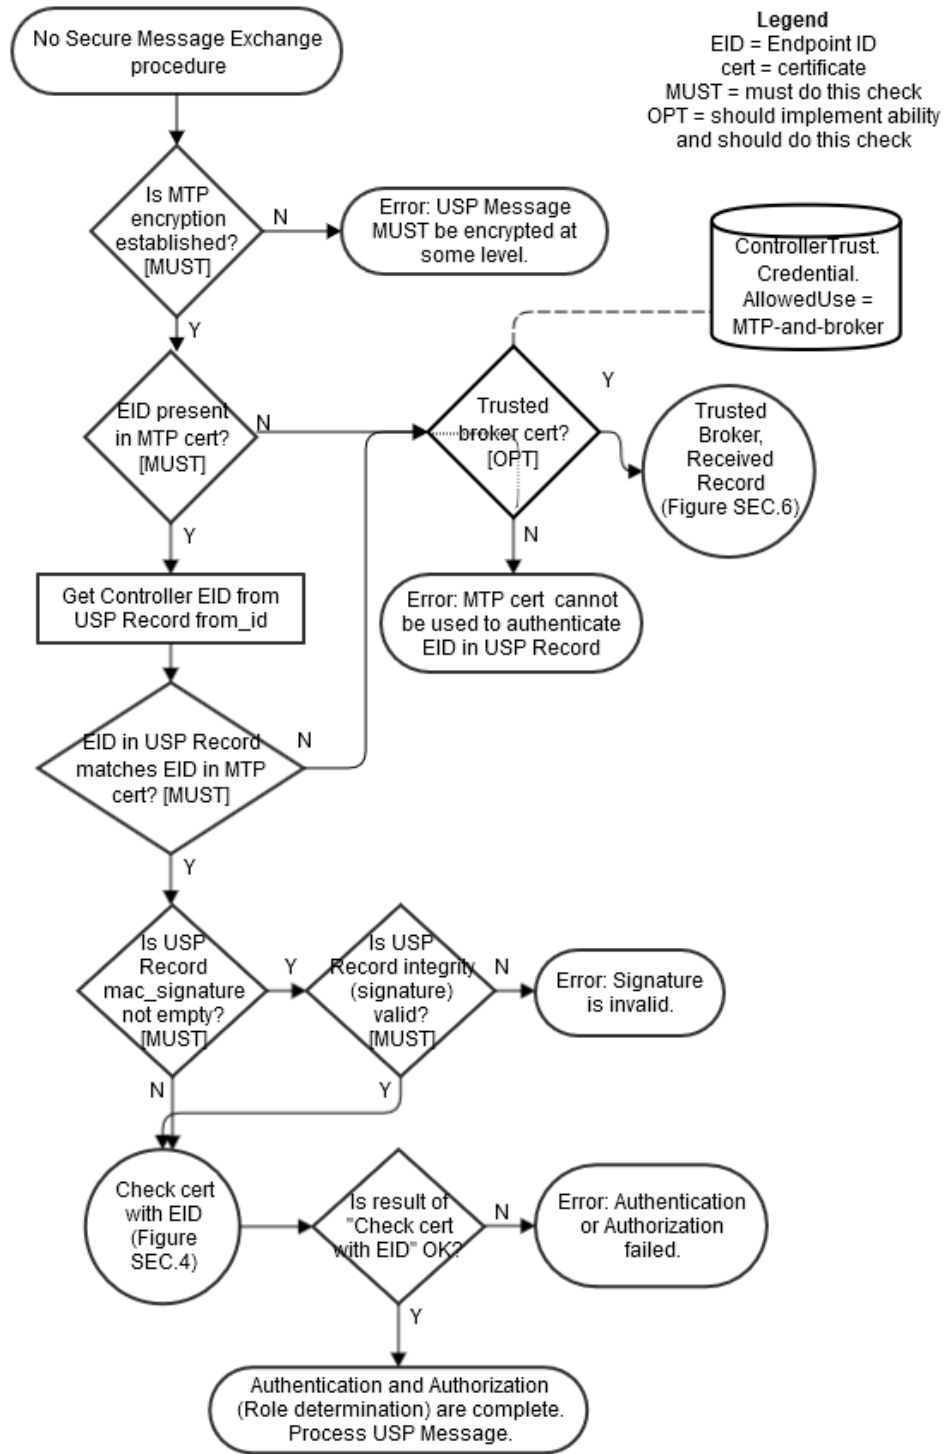 No Secure Message Exchange
procedure
Legend
EID = Endpoint ID
cert = certificate
MUST = must do this check
OPT = should implement ability
and should do this check
Is MTP
encryption
established?
[MUST]
N
Error: USP Message
MUST be encrypted at
some level.
ControllerTrust.
Credential.
AllowedUse =
MTP-and-broker
Y
EID present
in MTP cert?
[MUST]
N
Trusted
broker cert?
[OPT]
Y
Trusted
Broker,
Received
Record
(Figure SEC.6)
Y
N
Get Controller EID from
USP Record from_id
Error: MTP cert cannot
be used to authenticate
EID in USP Record
EID in USP Record
matches EID in MTP
cert? [MUST]
N
Y
Is USP
Record
mac_signature
not empty?
[MUST]
Y
Is USP
Record integrity
(signature)
valid?
[MUST]
N
Error: Signature
is invalid.
N
Y
Check cert
with EID
(Figure
SEC.4)
Is result of
"Check cert
with EID" OK?
N
Error: Authentication
or Authorization
failed.
Y
Authentication and Authorization
(Role determination) are complete.
Process USP Message.